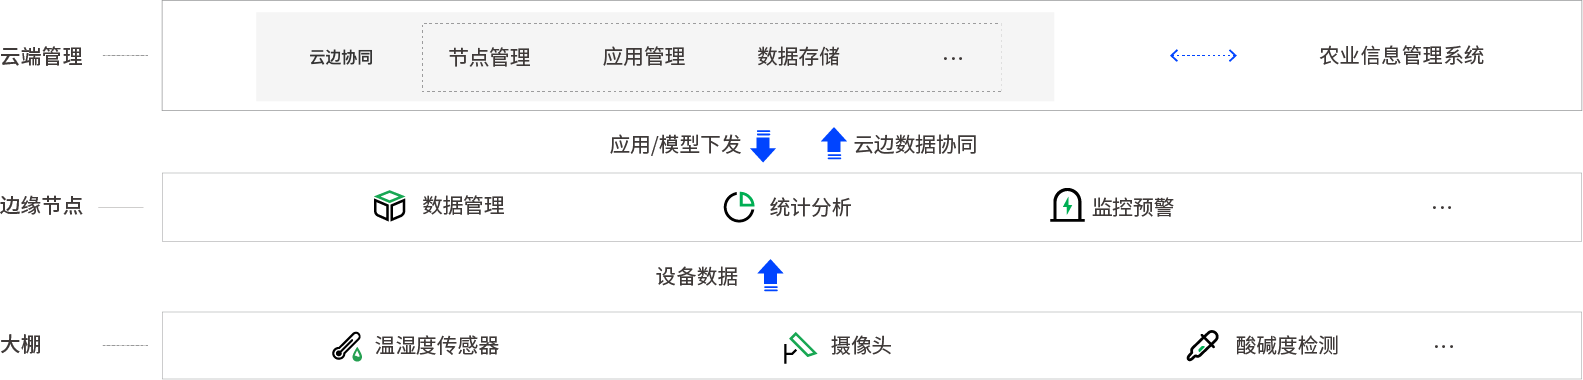 云端管理
云边协同
节点管理
应用管理
数据存储
...
农业信息管理系统
应用/模型下发
云边数据协同
边缘节点
数据管理
统计分析
监控预警
...
设备数据
大棚
温湿度传感器
摄像头
酸碱度检测
...